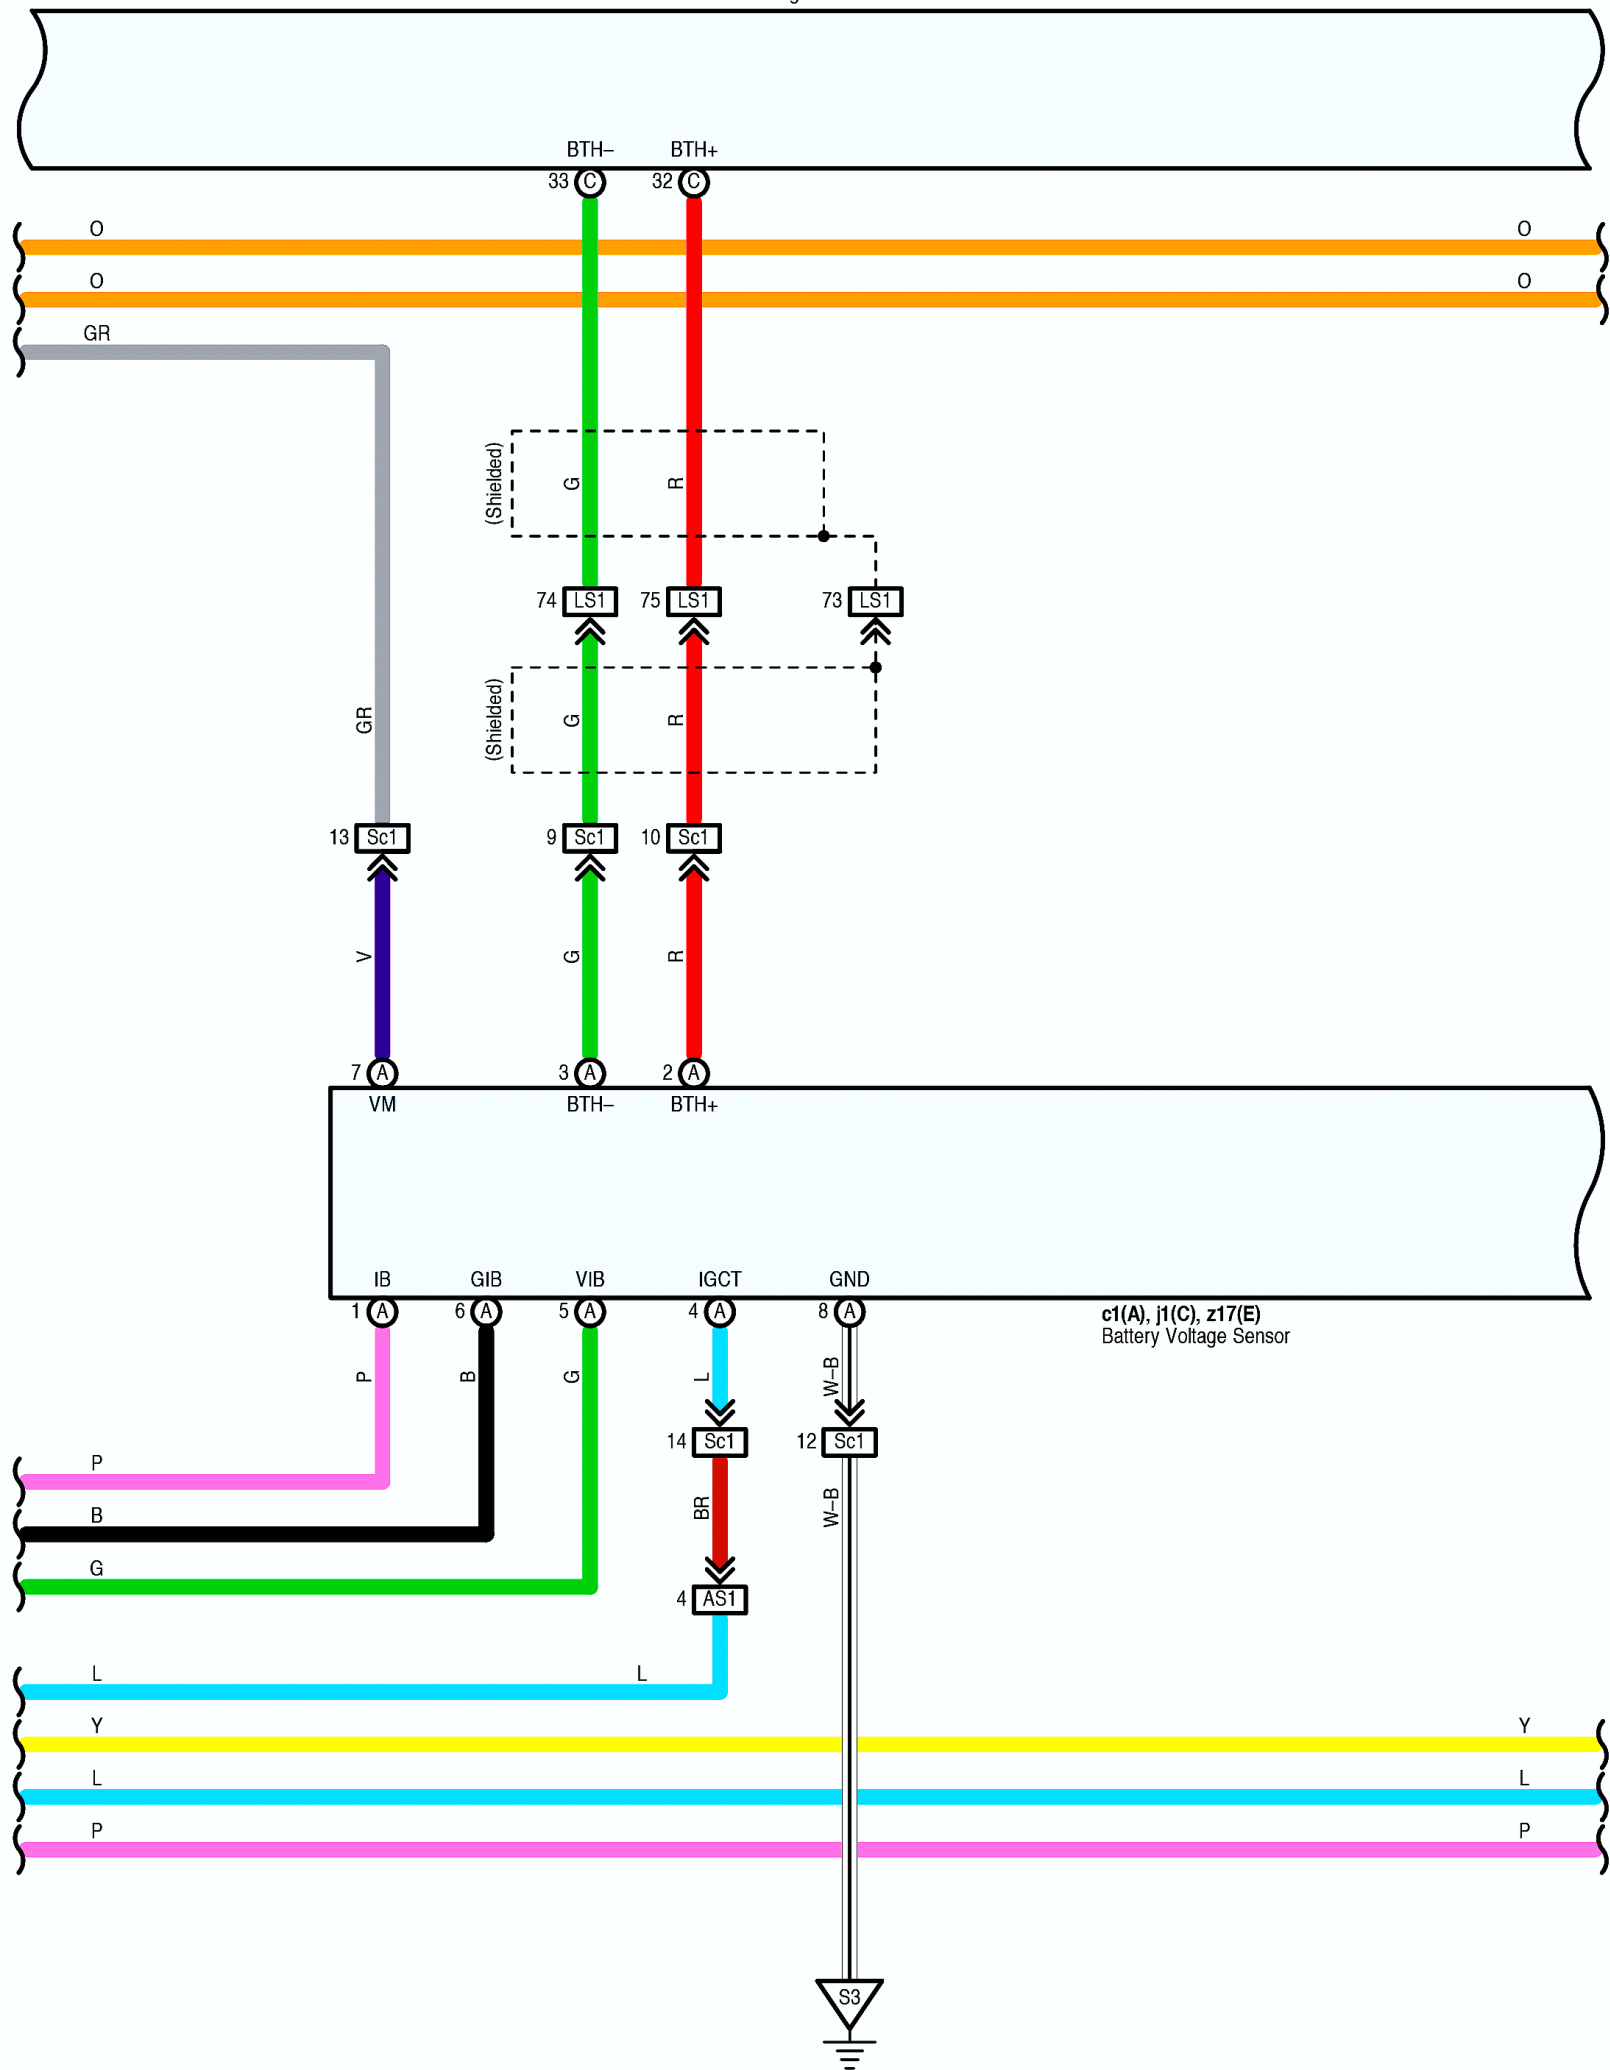 BTH– BTH+
33 C 32 C
O O
O O
GR
(Shielded) G R
74 LS1 75 LS1 73 LS1
(Shielded) G R
GR
13 Sc1 9 Sc1 10 Sc1
V G R
7 A 3 A 2 A
VM BTH– BTH+
IB GIB VIB IGCT GND
1 A 6 A 5 A 4 A 8 A
c1(A), j1(C), z17(E)
Battery Voltage Sensor
P B G L W–B
14 Sc1 12 Sc1
P
BR W–B
B
G
4 AS1
L L
Y Y
L L
P P
S3